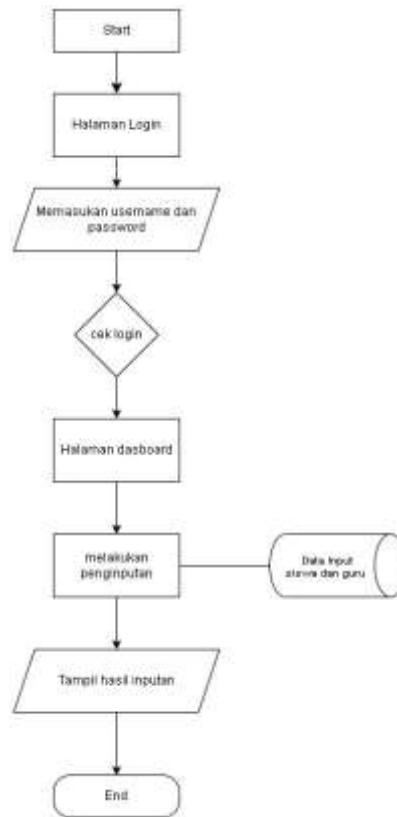 Start
Halaman Login
Memasukan username dan
password
cek login
Halaman dasboard
melakukan
penginputan
Data Input
siswa dan guru
Tampil hasil inputan
End